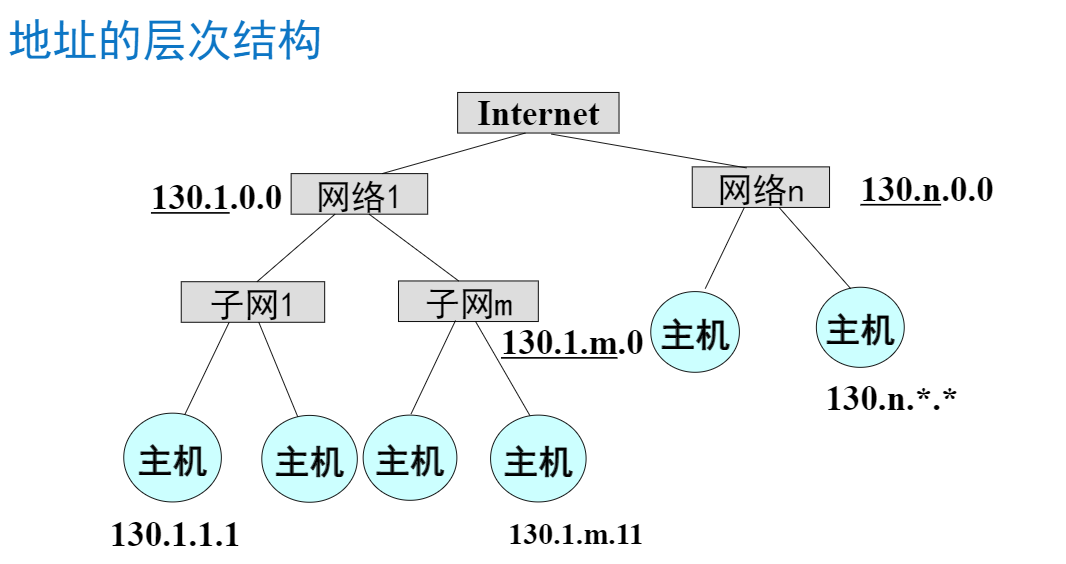 地址的层次结构
Internet
130.1.0.0
网络1
网络n
130.n.0.0
子网1
子网m
130.1.m.0
主机
主机
130.n.*.*
主机
主机
主机
主机
130.1.1.1
130.1.m.11